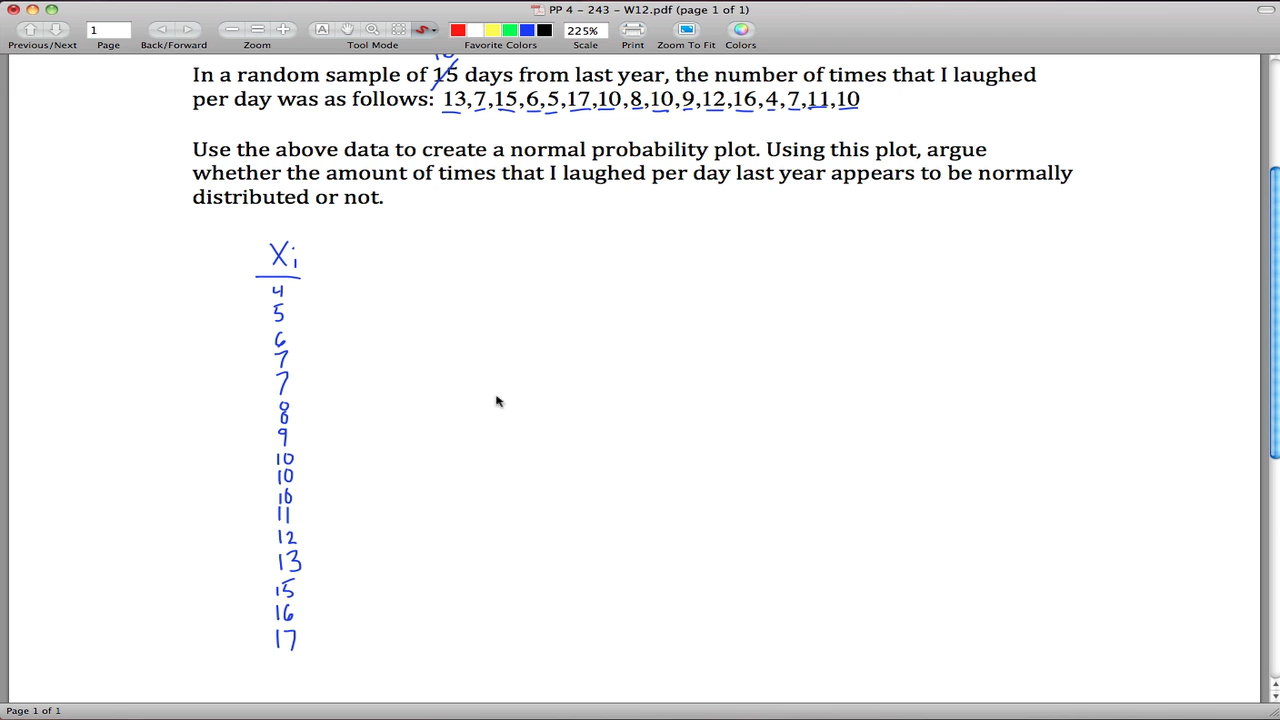 PP 4 - 243 - W12.pdf (page 1 of 1)
1
225%
Previous/Next Page Back/Forward Zoom Tool Mode Favorite Colors Scale Print Zoom To Fit Colors
In a random sample of 15 days from last year, the number of times that I laughed
per day was as follows: 13,7,15,6,5,17,10,8,10,9,12,16,4,7,11,10
Use the above data to create a normal probability plot. Using this plot, argue
whether the amount of times that I laughed per day last year appears to be normally
distributed or not.
Xi
4
5
6
7
7
8
9
10
10
10
11
12
13
15
16
17
Page 1 of 1